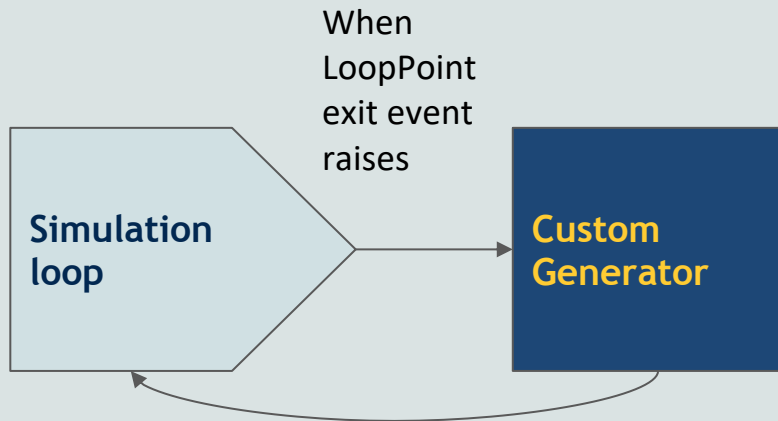 When
LoopPoint
exit event
raises
Simulation
loop
Custom
Generator